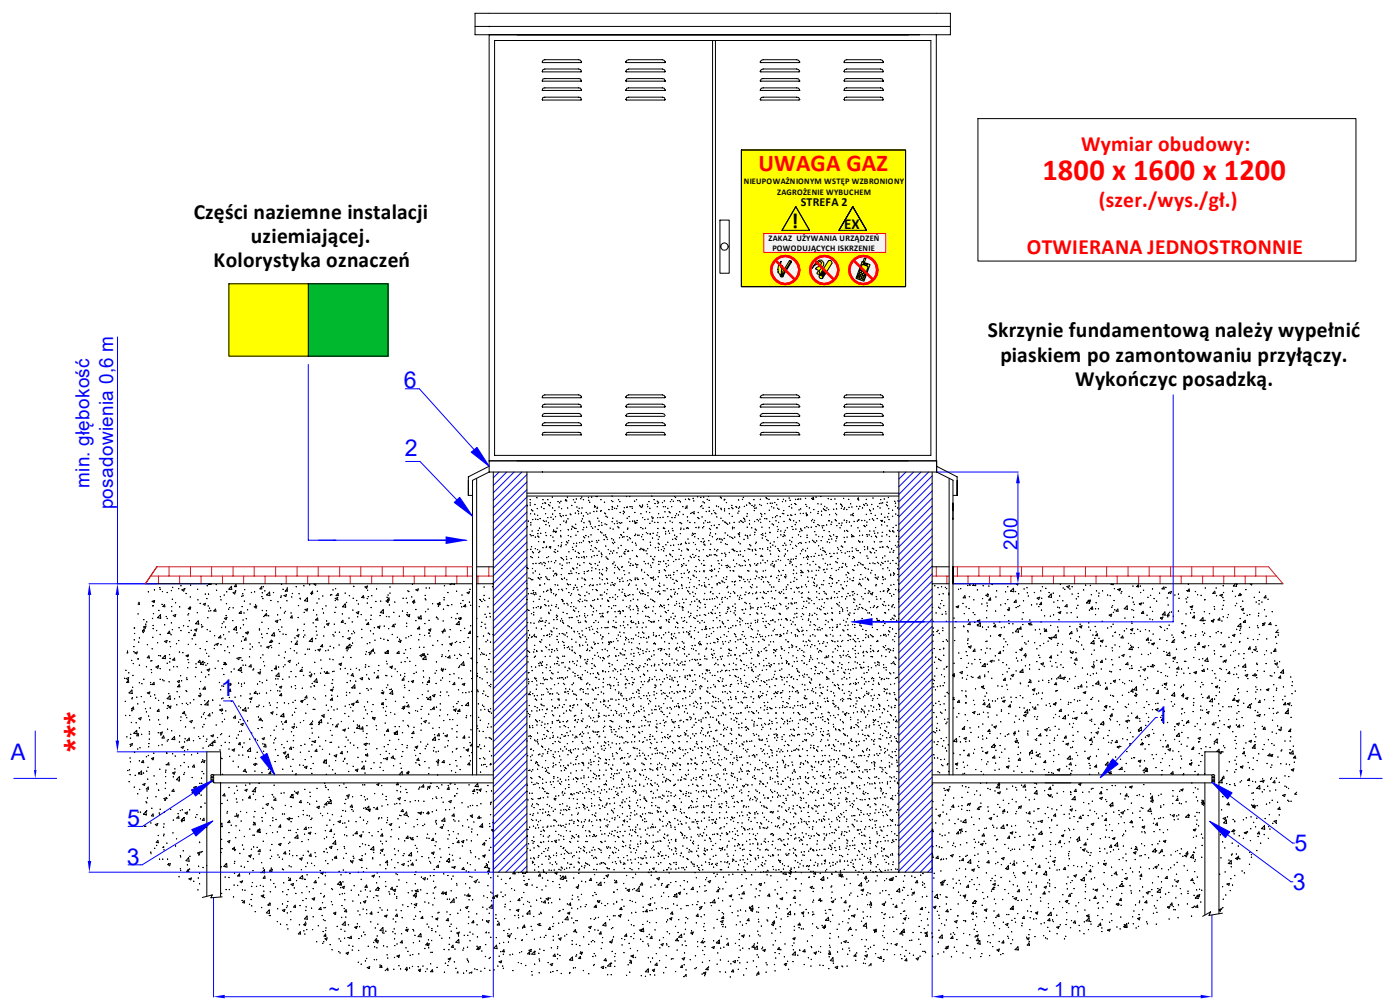 UWAGA GAZ
NIEUPOWAŻNIONYM WSTĘP WZBRONIONY
ZAGROŻENIE WYBUCHEM
STREFA 2
!
EX
ZAKAZ UŻYWANIA URZĄDZEŃ
POWODUJĄCYCH ISKRZENIE
Wymiar obudowy:
1800 x 1600 x 1200
(szer./wys./gł.)
OTWIERANA JEDNOSTRONNIE
Części naziemne instalacji
uziemiającej.
Kolorystyka oznaczeń
Skrzynie fundamentową należy wypełnić
piaskiem po zamontowaniu przyłączy.
Wykończyc posadzką.
min. głębokość
posadowienia 0,6 m
6
2
200
1
1
***
A
A
5
3
5
3
~ 1 m
~ 1 m